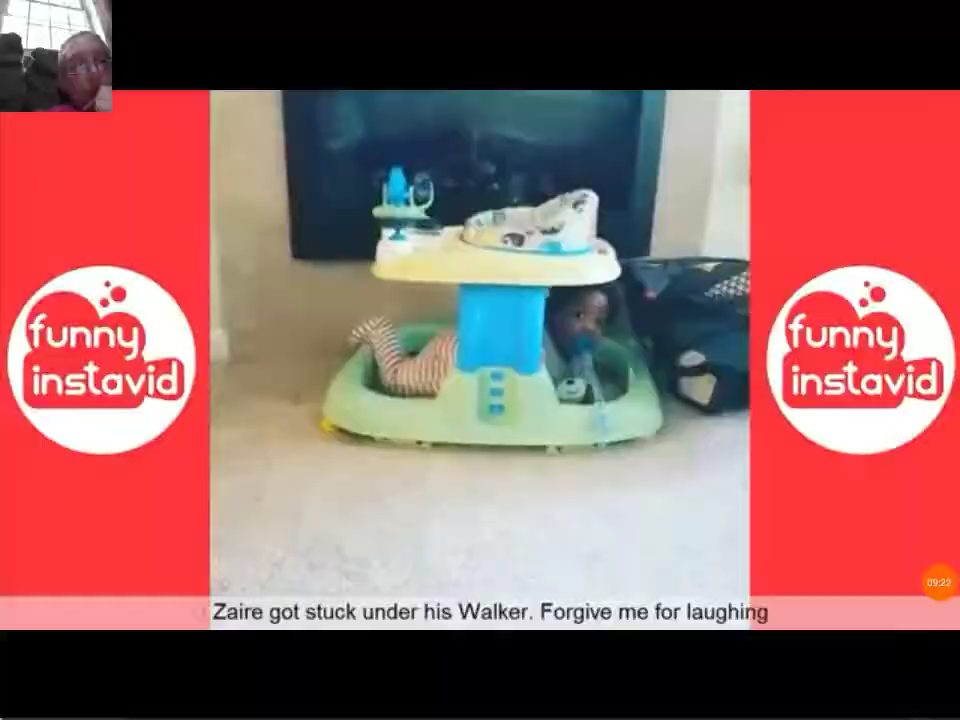 funny
instavid
funny
instavid
Zaire got stuck under his Walker. Forgive me for laughing
09:22